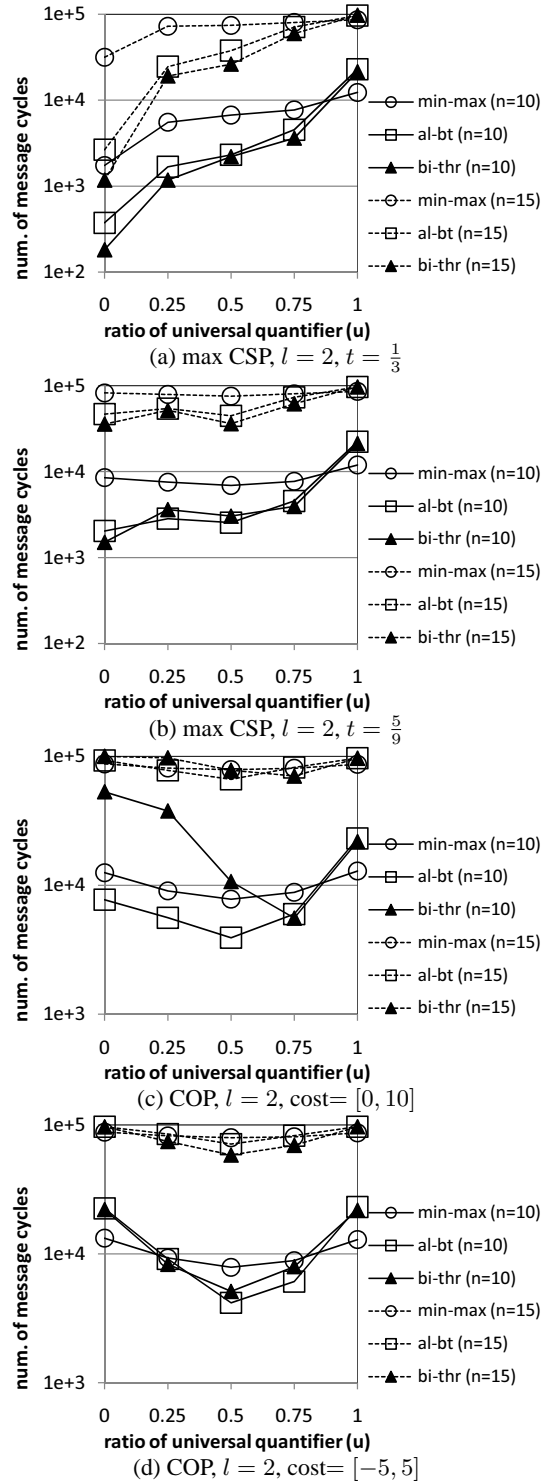 num. of message cycles
1e+5
1e+4
1e+3
1e+2
0 0.25 0.5 0.75 1
ratio of universal quantifier (u)
min-max (n=10)
al-bt (n=10)
bi-thr (n=10)
min-max (n=15)
al-bt (n=15)
bi-thr (n=15)
(a) max CSP, l = 2, t = 1/3
num. of message cycles
1e+5
1e+4
1e+3
1e+2
0 0.25 0.5 0.75 1
ratio of universal quantifier (u)
min-max (n=10)
al-bt (n=10)
bi-thr (n=10)
min-max (n=15)
al-bt (n=15)
bi-thr (n=15)
(b) max CSP, l = 2, t = 5/9
num. of message cycles
1e+5
1e+4
1e+3
0 0.25 0.5 0.75 1
ratio of universal quantifier (u)
min-max (n=10)
al-bt (n=10)
bi-thr (n=10)
min-max (n=15)
al-bt (n=15)
bi-thr (n=15)
(c) COP, l = 2, cost= [0, 10]
num. of message cycles
1e+5
1e+4
1e+3
0 0.25 0.5 0.75 1
ratio of universal quantifier (u)
min-max (n=10)
al-bt (n=10)
bi-thr (n=10)
min-max (n=15)
al-bt (n=15)
bi-thr (n=15)
(d) COP, l = 2, cost= [−5, 5]